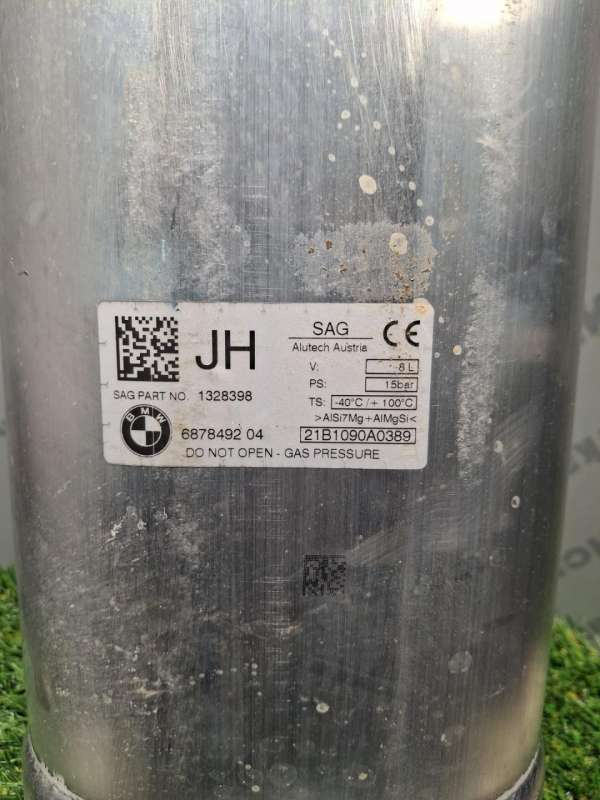 JH
SAG
Alutech Austria
CE
V: 8 L
PS: 15bar
TS: -40°C / + 100°C
SAG PART NO. 1328398
>AlSi7Mg+AlMgSi<
BMW
6878492 04
21B1090A0389
DO NOT OPEN - GAS PRESSURE